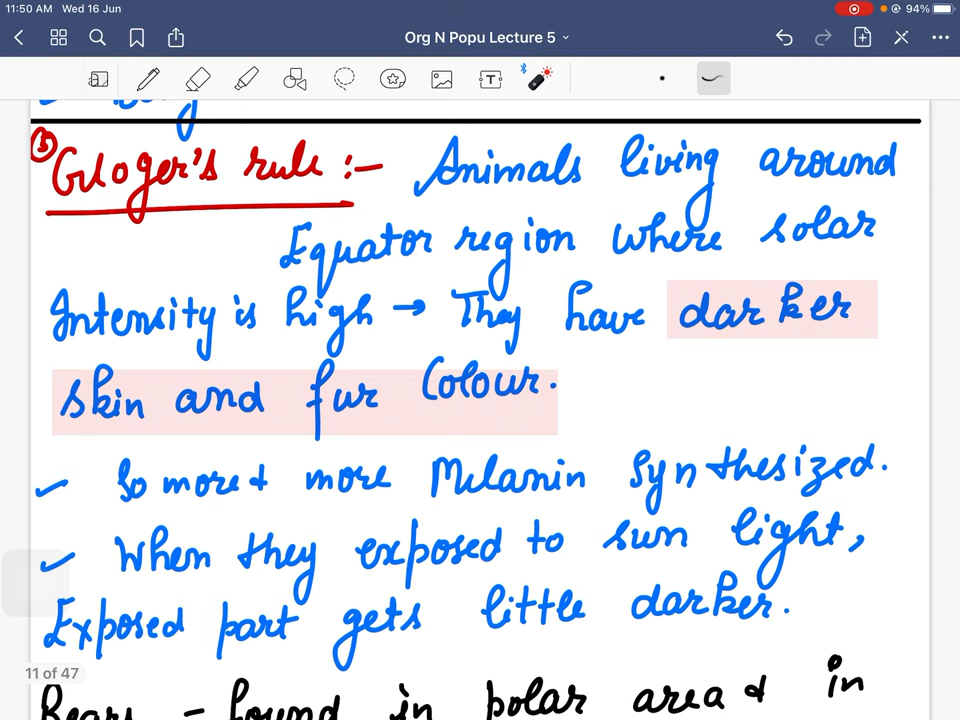 11:50 AM Wed 16 Jun
94%
Org N Popu Lecture 5
③ Gloger's rule :- Animals living around
Equator region where solar
Intensity is high → They have darker
skin and fur Colour.
✓ So more & more Melanin Synthesized.
✓ When they exposed to sun light,
Exposed part gets little darker.
11 of 47
Bears - Found in polar area & in